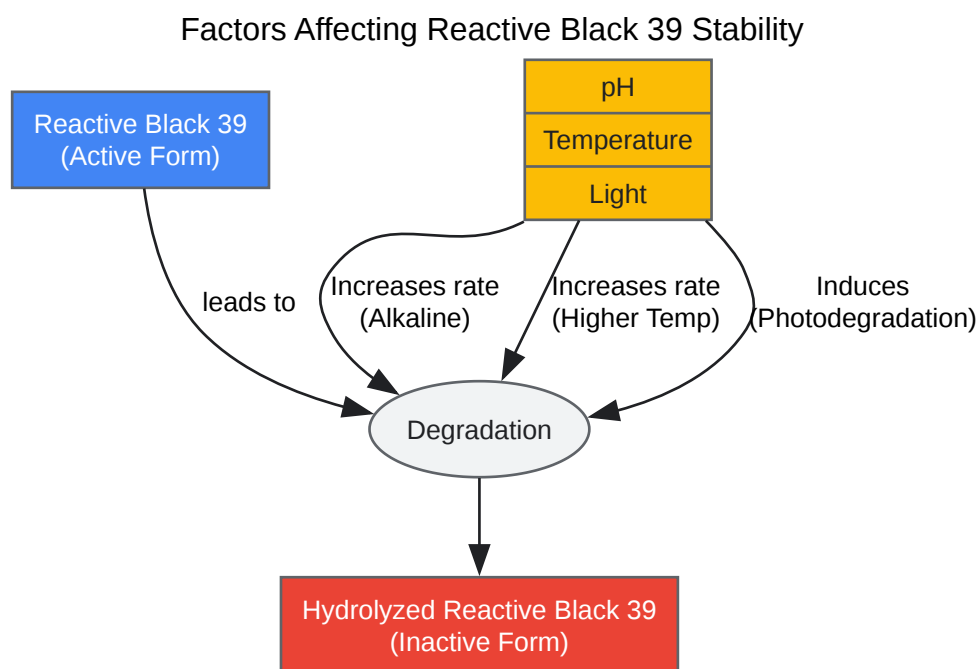 Factors Affecting Reactive Black 39 Stability
Reactive Black 39
(Active Form)
pH
Temperature
Light
leads to
Increases rate
(Alkaline)
Increases rate
(Higher Temp)
Induces
(Photodegradation)
Degradation
Hydrolyzed Reactive Black 39
(Inactive Form)